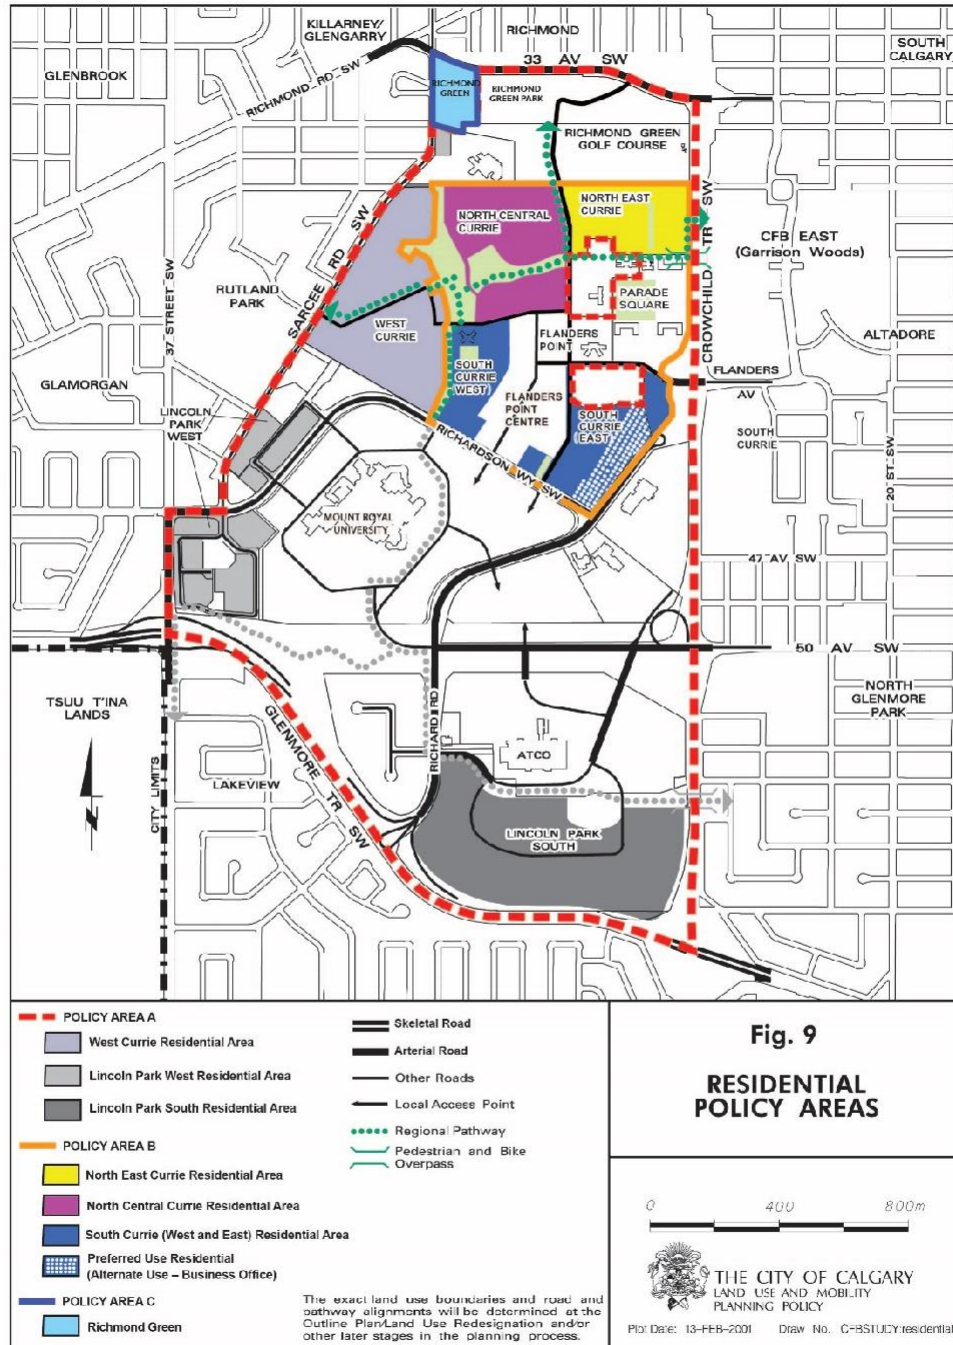 KILLARNEY/
GLENGARRY
RICHMOND
SOUTH
CALGARY
GLENBROOK
RICHMOND RD SW
33 AV SW
RICHMOND
GREEN
RICHMOND
GREEN PARK
RICHMOND GREEN
GOLF COURSE
NORTH CENTRAL
CURRIE
NORTH EAST
CURRIE
CROWCHILD TR SW
CFB EAST
(Garrison Woods)
37 STREET SW
SARCEE RD SW
RUTLAND
PARK
PARADE
SQUARE
WEST
CURRIE
FLANDERS
POINT
ALTADORE
GLAMORGAN
SOUTH
CURRIE
WEST
FLANDERS
AV
FLANDERS
POINT
CENTRE
LINCOLN
PARK
WEST
SOUTH
CURRIE
EAST
SOUTH
CURRIE
RICHARDSON WY SW
20 ST SW
MOUNT ROYAL
UNIVERSITY
47 AV SW
50 AV SW
TSUU T'INA
LANDS
NORTH
GLENMORE
PARK
GLENMORE TR SW
RICHARD RD
ATCO
LAKEVIEW
CITY LIMITS
LINCOLN PARK
SOUTH
POLICY AREA A
West Currie Residential Area
Lincoln Park West Residential Area
Lincoln Park South Residential Area
POLICY AREA B
North East Currie Residential Area
North Central Currie Residential Area
South Currie (West and East) Residential Area
Preferred Use Residential
(Alternate Use – Business Office)
POLICY AREA C
Richmond Green
Skeletal Road
Arterial Road
Other Roads
Local Access Point
Regional Pathway
Pedestrian and Bike
Overpass
The exact land use boundaries and road and
pathway alignments will be determined at the
Outline Plan/Land Use Redesignation and/or
other later stages in the planning process.
Fig. 9
RESIDENTIAL
POLICY AREAS
0 400 800m
THE CITY OF CALGARY
LAND USE AND MOBILITY
PLANNING POLICY
Plot Date: 13-FEB-2001 Draw No. CFBSTUDY:residential